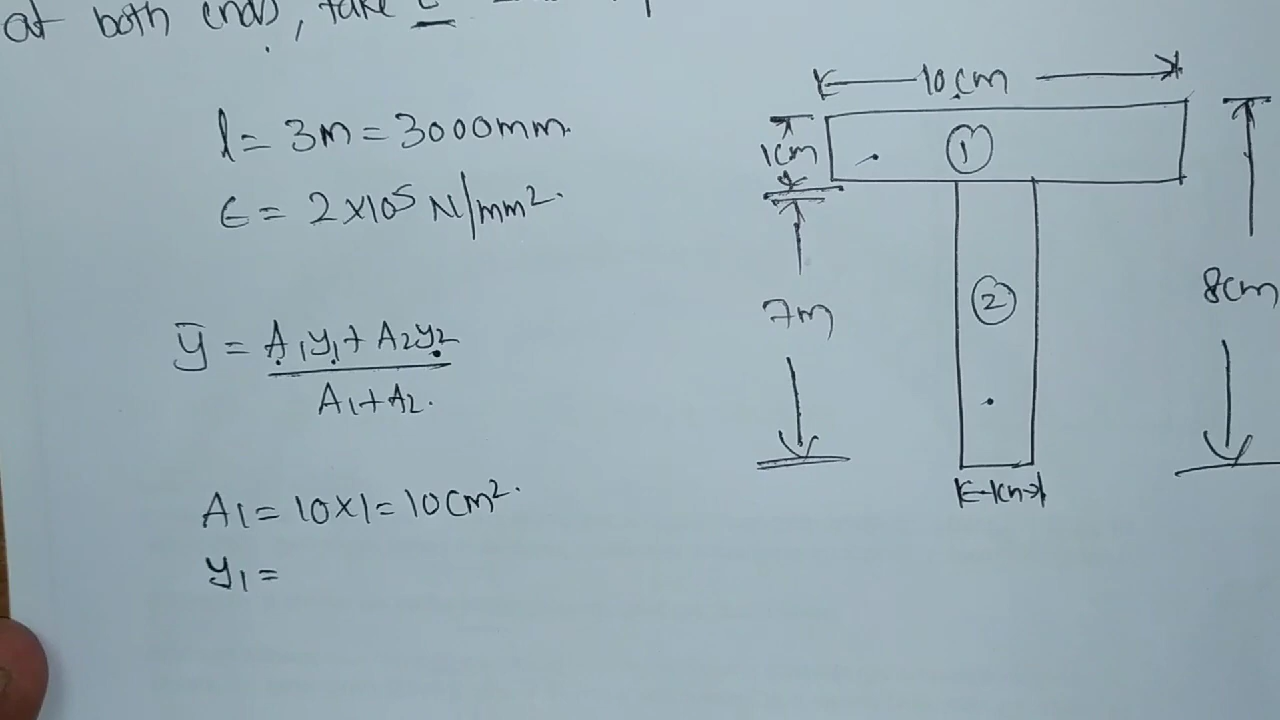 at both ends, take
l = 3m = 3000mm.
E = 2×10⁵ N/mm².
ȳ = A₁y₁ + A₂y₂
A₁+A₂.
A₁ = 10×1 = 10cm².
y₁ =
10cm
1cm
①
7m
②
8cm
1cm